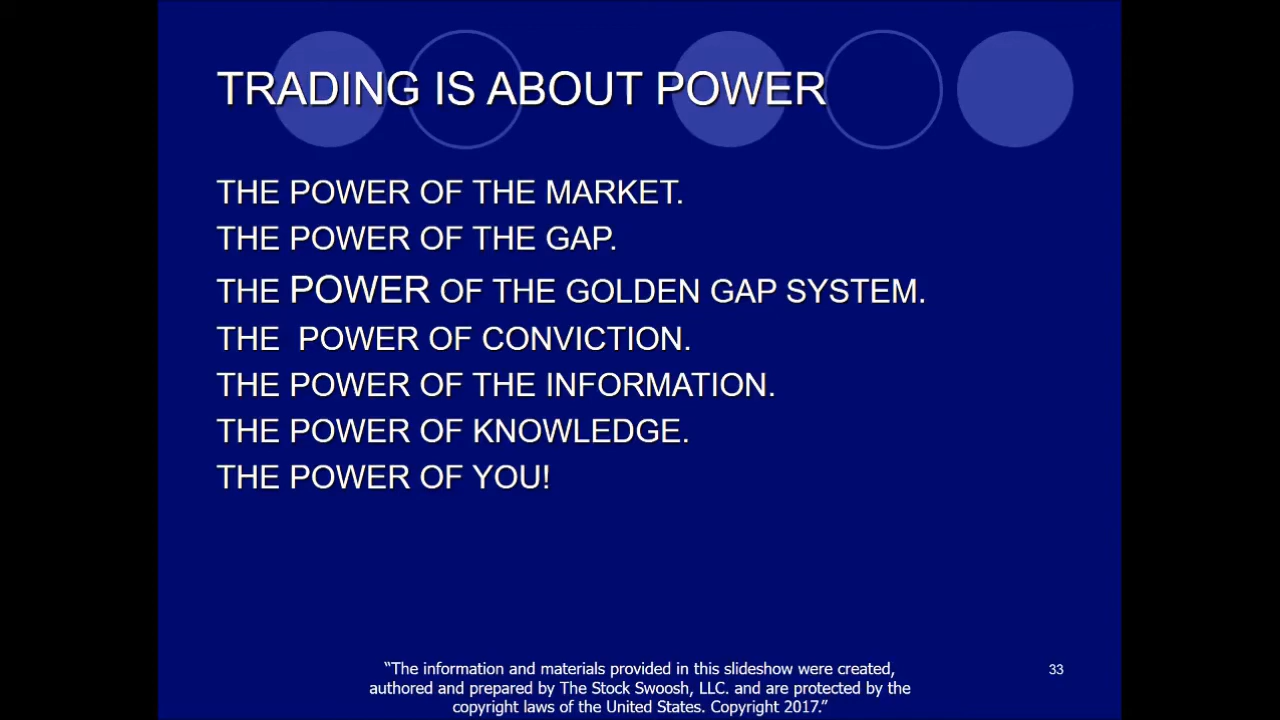 TRADING IS ABOUT POWER
THE POWER OF THE MARKET.
THE POWER OF THE GAP.
THE POWER OF THE GOLDEN GAP SYSTEM.
THE  POWER OF CONVICTION.
THE POWER OF THE INFORMATION.
THE POWER OF KNOWLEDGE.
THE POWER OF YOU!
“The information and materials provided in this slideshow were created,
authored and prepared by The Stock Swoosh, LLC. and are protected by the
copyright laws of the United States. Copyright 2017.”
33